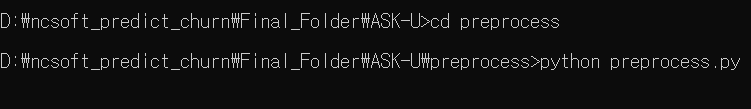 D:₩ncsoft_predict_churn₩Final_Folder₩ASK-U>cd preprocess
D:₩ncsoft_predict_churn₩Final_Folder₩ASK-U₩preprocess>python preprocess.py